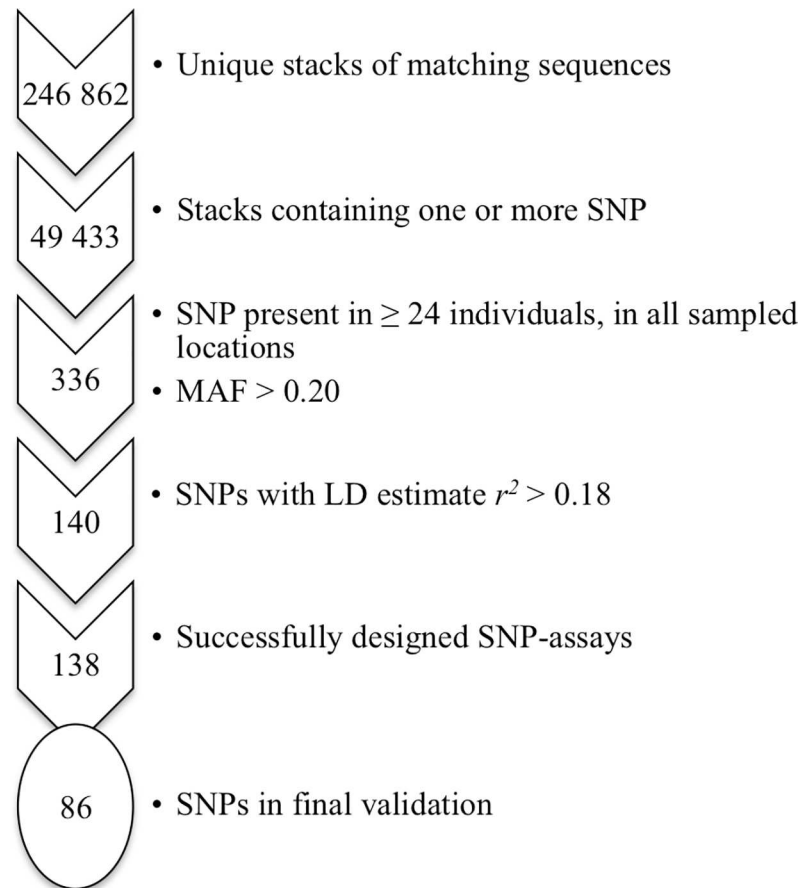 246 862
• Unique stacks of matching sequences
49 433
• Stacks containing one or more SNP
336
• SNP present in ≥ 24 individuals, in all sampled
locations
• MAF > 0.20
140
• SNPs with LD estimate r² > 0.18
138
• Successfully designed SNP-assays
86
• SNPs in final validation